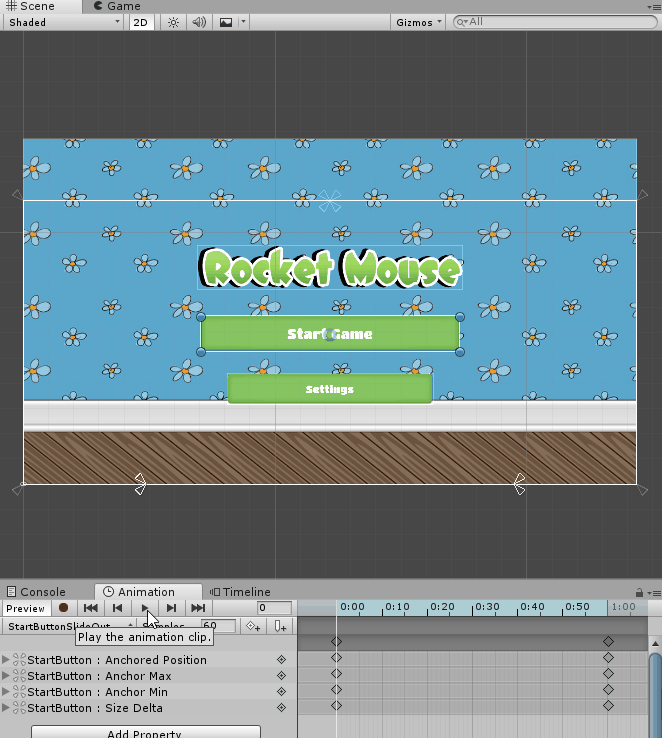 Scene Game
Shaded 2D Gizmos All
Rocket Mouse
Start Game
Settings
Console Animation Timeline
Preview 0 0:00 0:10 0:20 0:30 0:40 0:50 1:00
StartButtonSlideOut Samples 60
Play the animation clip.
StartButton : Anchored Position
StartButton : Anchor Max
StartButton : Anchor Min
StartButton : Size Delta
Add Property